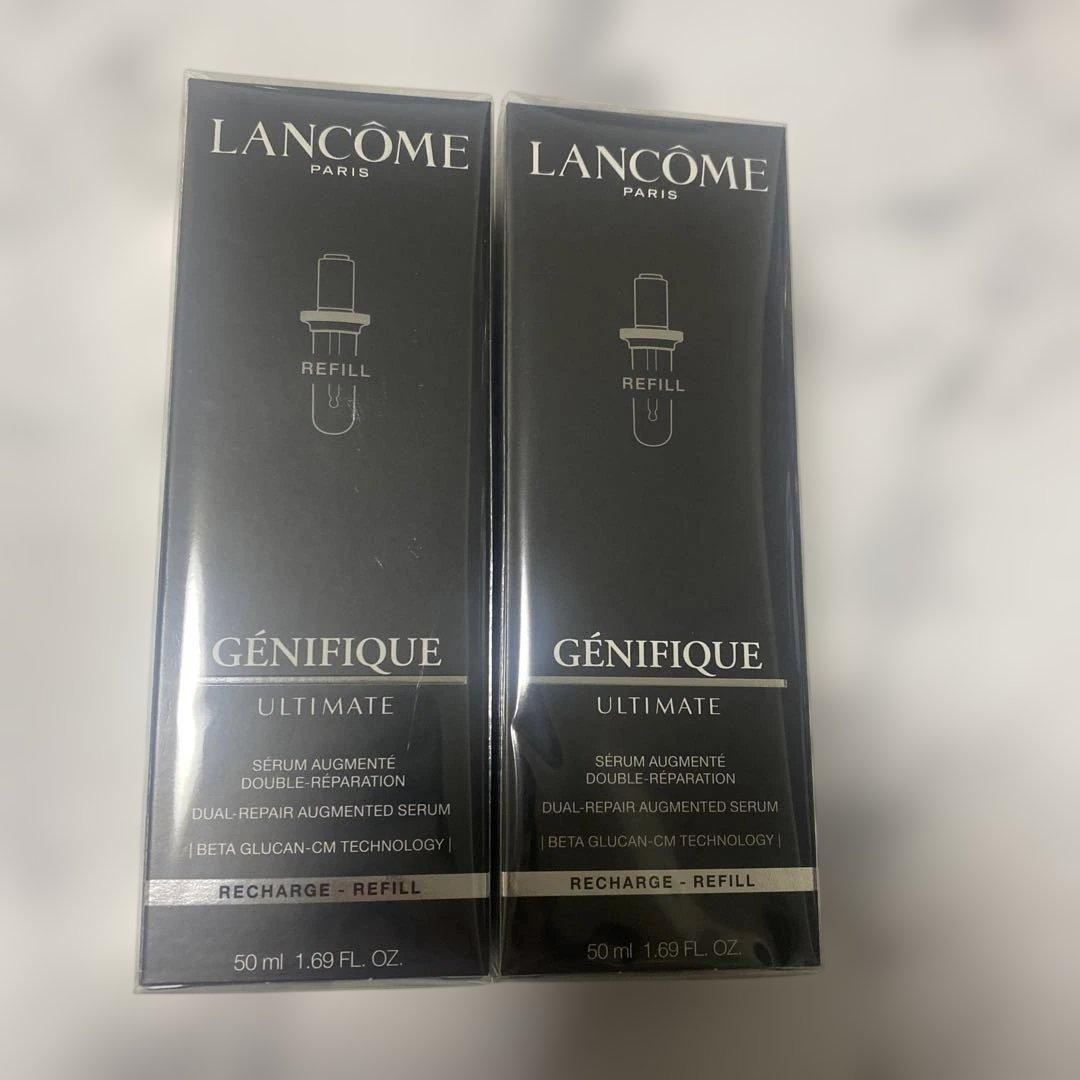 LANCÔME
PARIS
REFILL
GÉNIFIQUE
ULTIMATE
SÉRUM AUGMENTÉ
DOUBLE-RÉPARATION
DUAL-REPAIR AUGMENTED SERUM
| BETA GLUCAN-CM TECHNOLOGY |
RECHARGE - REFILL
50 ml 1.69 FL. OZ.
LANCÔME
PARIS
REFILL
GÉNIFIQUE
ULTIMATE
SÉRUM AUGMENTÉ
DOUBLE-RÉPARATION
DUAL-REPAIR AUGMENTED SERUM
| BETA GLUCAN-CM TECHNOLOGY |
RECHARGE - REFILL
50 ml 1.69 FL. OZ.